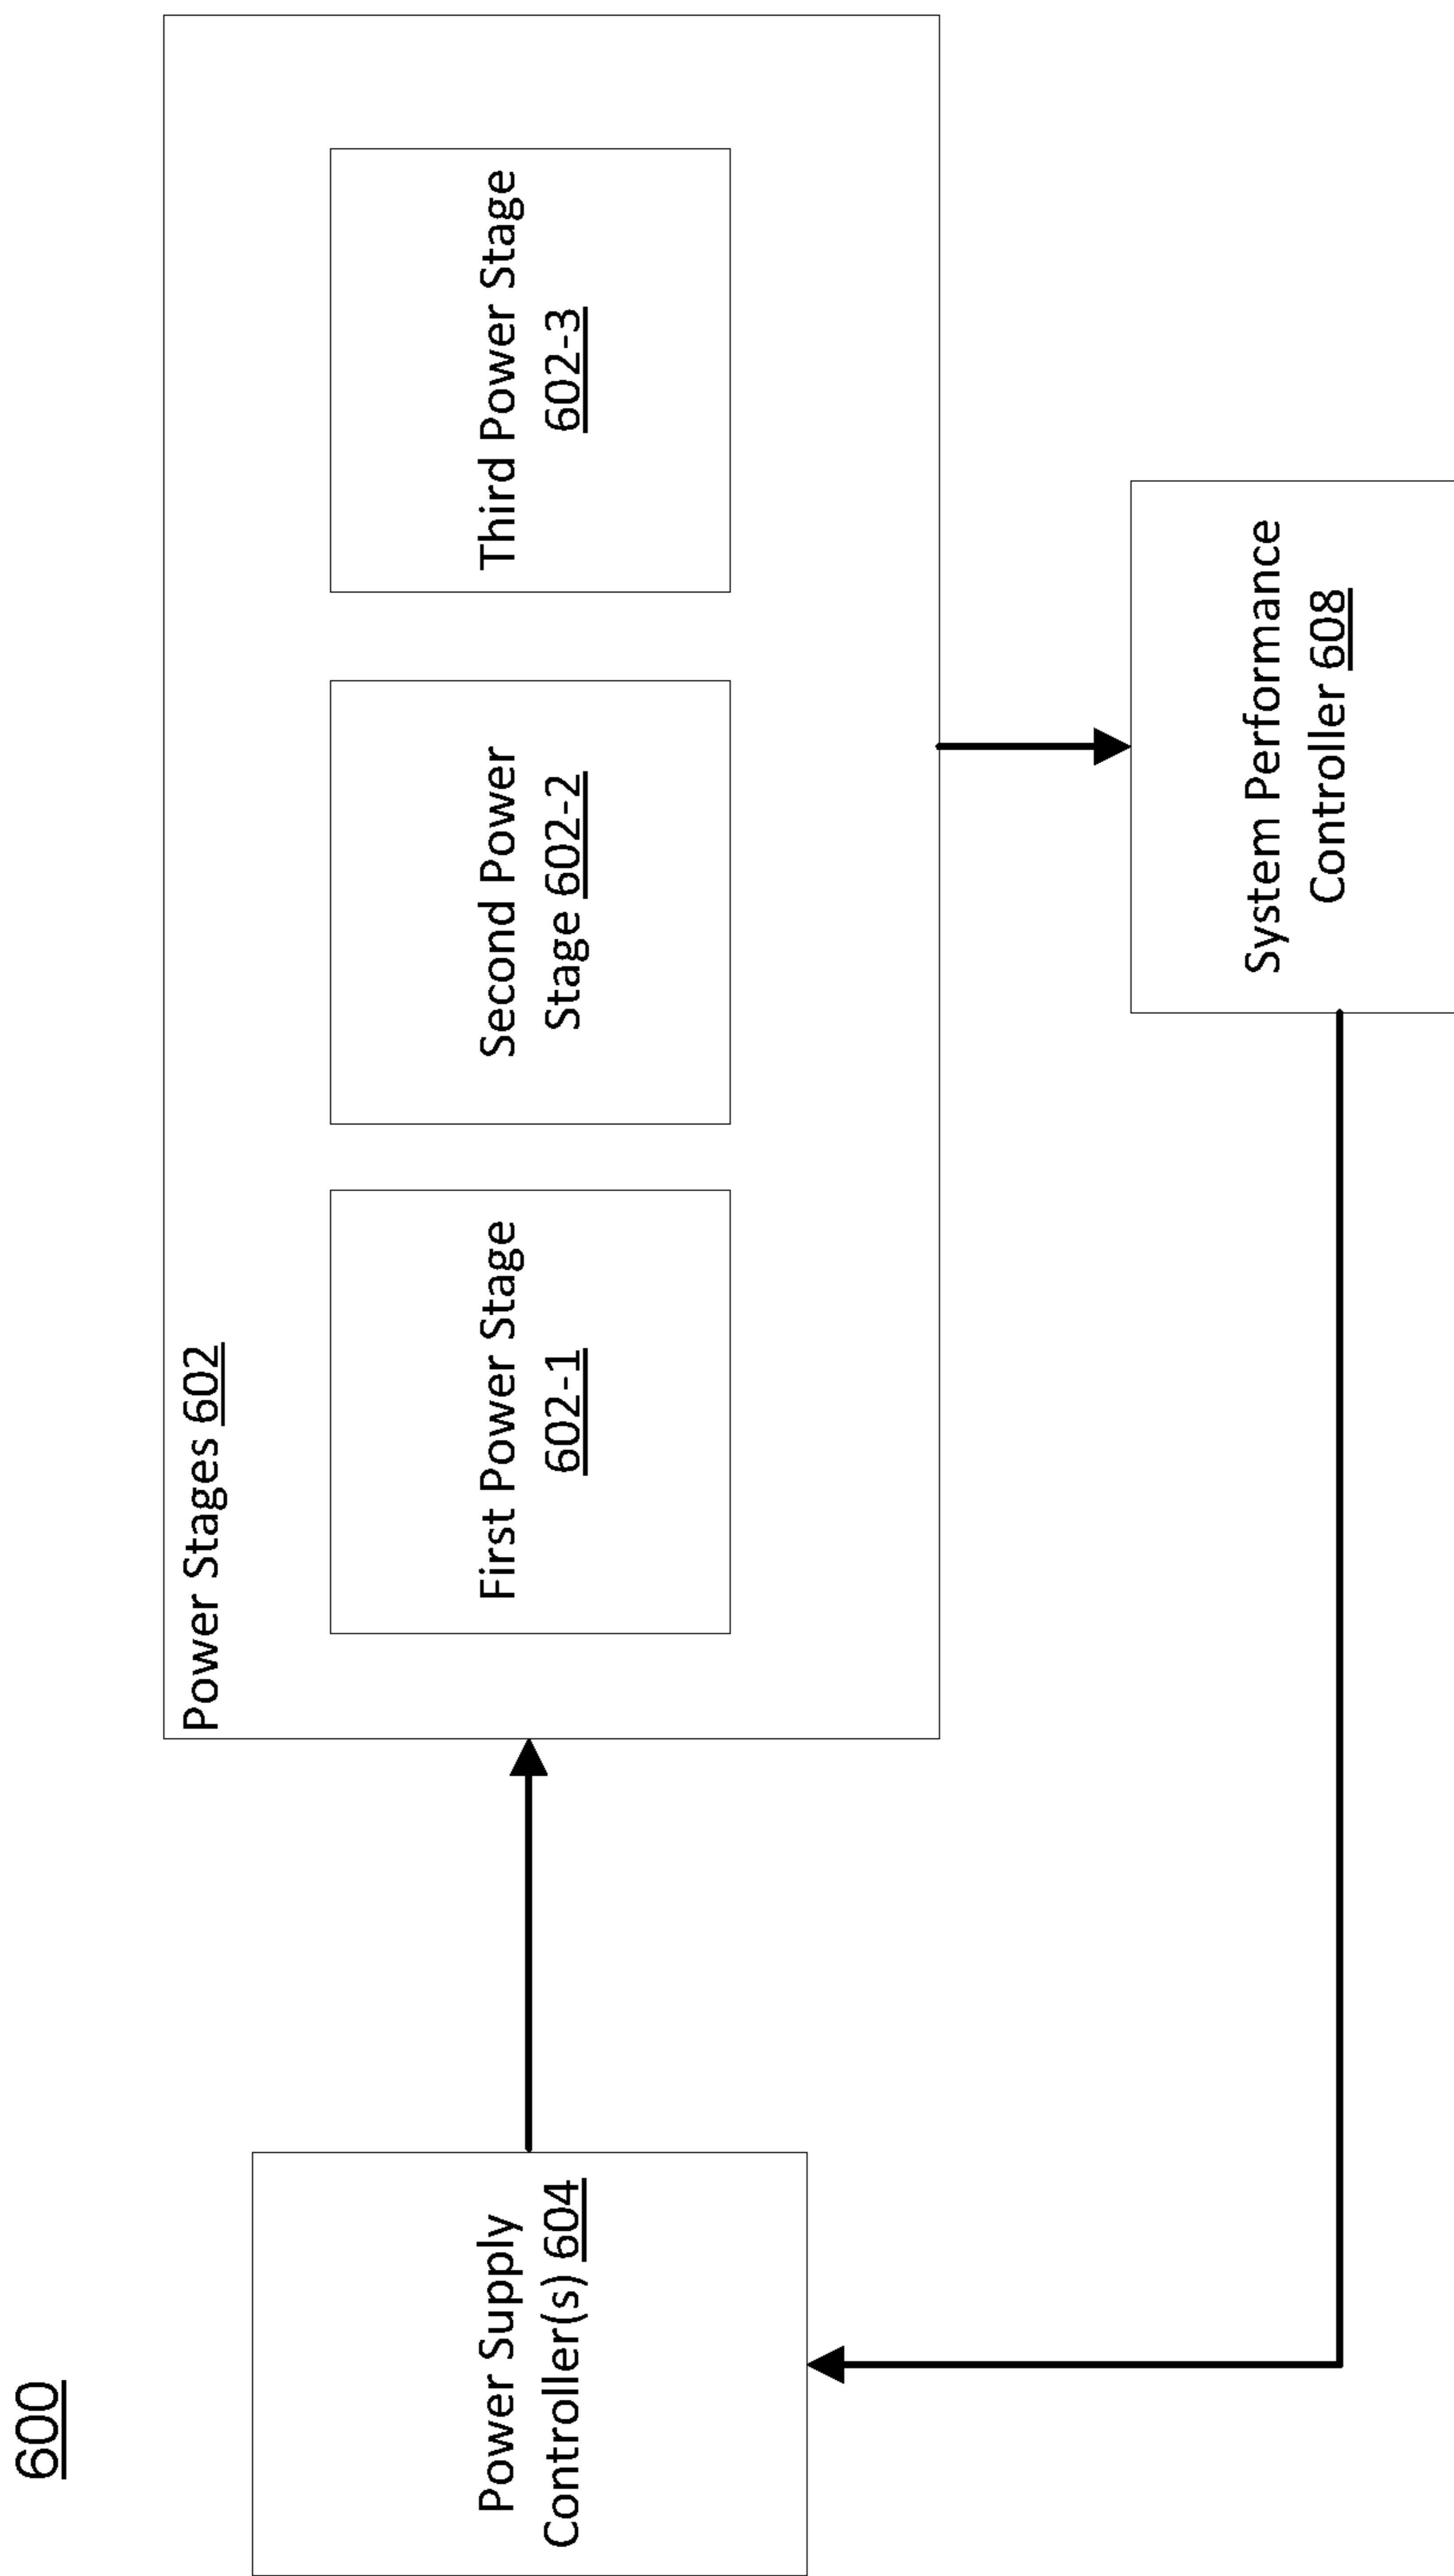 600
Power Stages 602
Power Supply
Controller(s) 604
First Power Stage
602-1
Second Power
Stage 602-2
Third Power Stage
602-3
System Performance
Controller 608